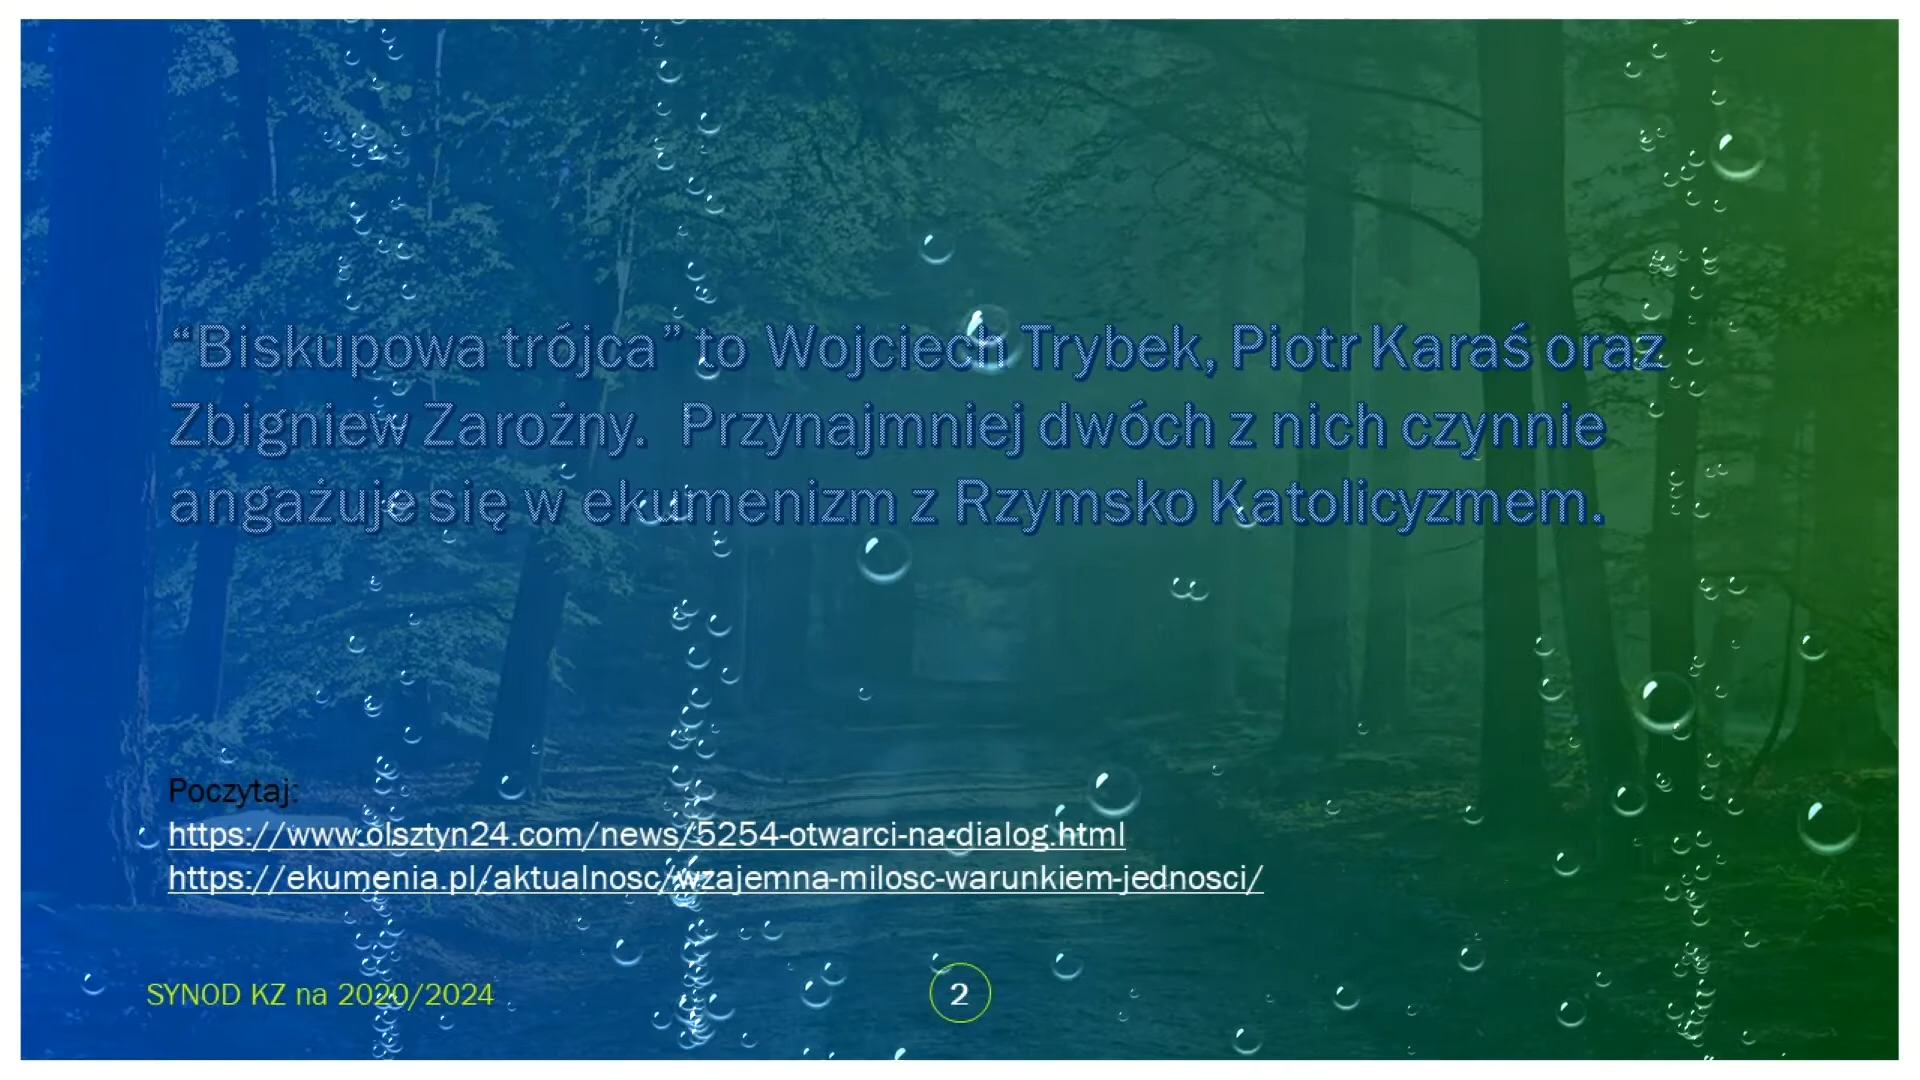 “Biskupowa trójca” to Wojciech Trybek, Piotr Karaś oraz
Zbigniew Zarożny. Przynajmniej dwóch z nich czynnie
angażuje się w ekumenizm z Rzymsko Katolicyzmem.
Poczytaj:
https://www.olsztyn24.com/news/5254-otwarci-na-dialog.html
https://ekumenia.pl/aktualnosc/wzajemna-milosc-warunkiem-jednosci/
SYNOD KZ na 2020/2024
2